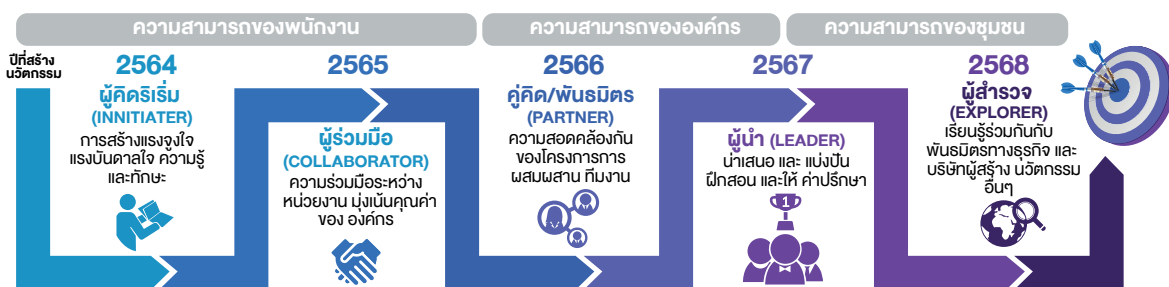 ความสามารถของพนักงาน
ความสามารถขององค์กร
ความสามารถของชุมชน
ปีที่สร้าง
นวัตกรรม
2564
ผู้คิดริเริ่ม
(INNITIATER)
การสร้างแรงจูงใจ
แรงบันดาลใจ ความรู้
และทักษะ
2565
ผู้ร่วมมือ
(COLLABORATOR)
ความร่วมมือระหว่าง
หน่วยงาน มุ่งเน้นคุณค่า
ของ องค์กร
2566
คู่คิด/พันธมิตร
(PARTNER)
ความสอดคล้องกัน
ของโครงการการ
ผสมผสาน ทีมงาน
2567
ผู้นำ (LEADER)
นำเสนอ และ แบ่งปัน
ฝึกสอน และให้ คำปรึกษา
1
2568
ผู้สำรวจ
(EXPLORER)
เรียนรู้ร่วมกันกับ
พันธมิตรทางธุรกิจ และ
บริษัทผู้สร้าง นวัตกรรม
อื่นๆ